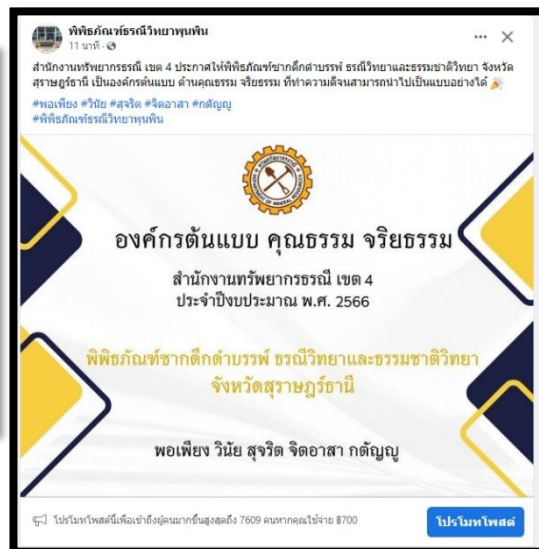 พิพิธภัณฑ์ธรณีวิทยาพุนพิน
11 นาที ·
สำนักงานทรัพยากรธรณี เขต 4 ประกาศให้พิพิธภัณฑ์ซากดึกดำบรรพ์ ธรณีวิทยาและธรรมชาติวิทยา จังหวัด
สุราษฎร์ธานี เป็นองค์กรต้นแบบ ด้านคุณธรรม จริยธรรม ที่ทำความดีจนสามารถนำไปเป็นแบบอย่างได้ 🎉
#พอเพียง #วินัย #สุจริต #จิตอาสา #กตัญญู
#พิพิธภัณฑ์ธรณีวิทยาพุนพิน
องค์กรต้นแบบ คุณธรรม จริยธรรม
สำนักงานทรัพยากรธรณี เขต 4
ประจำปีงบประมาณ พ.ศ. 2566
พิพิธภัณฑ์ซากดึกดำบรรพ์ ธรณีวิทยาและธรรมชาติวิทยา
จังหวัดสุราษฎร์ธานี
พอเพียง วินัย สุจริต จิตอาสา กตัญญู
โปรโมทโพสต์นี้เพื่อเข้าถึงผู้คนมากขึ้นสูงสุดถึง 7609 คนหากคุณใช้จ่าย ฿700
โปรโมทโพสต์